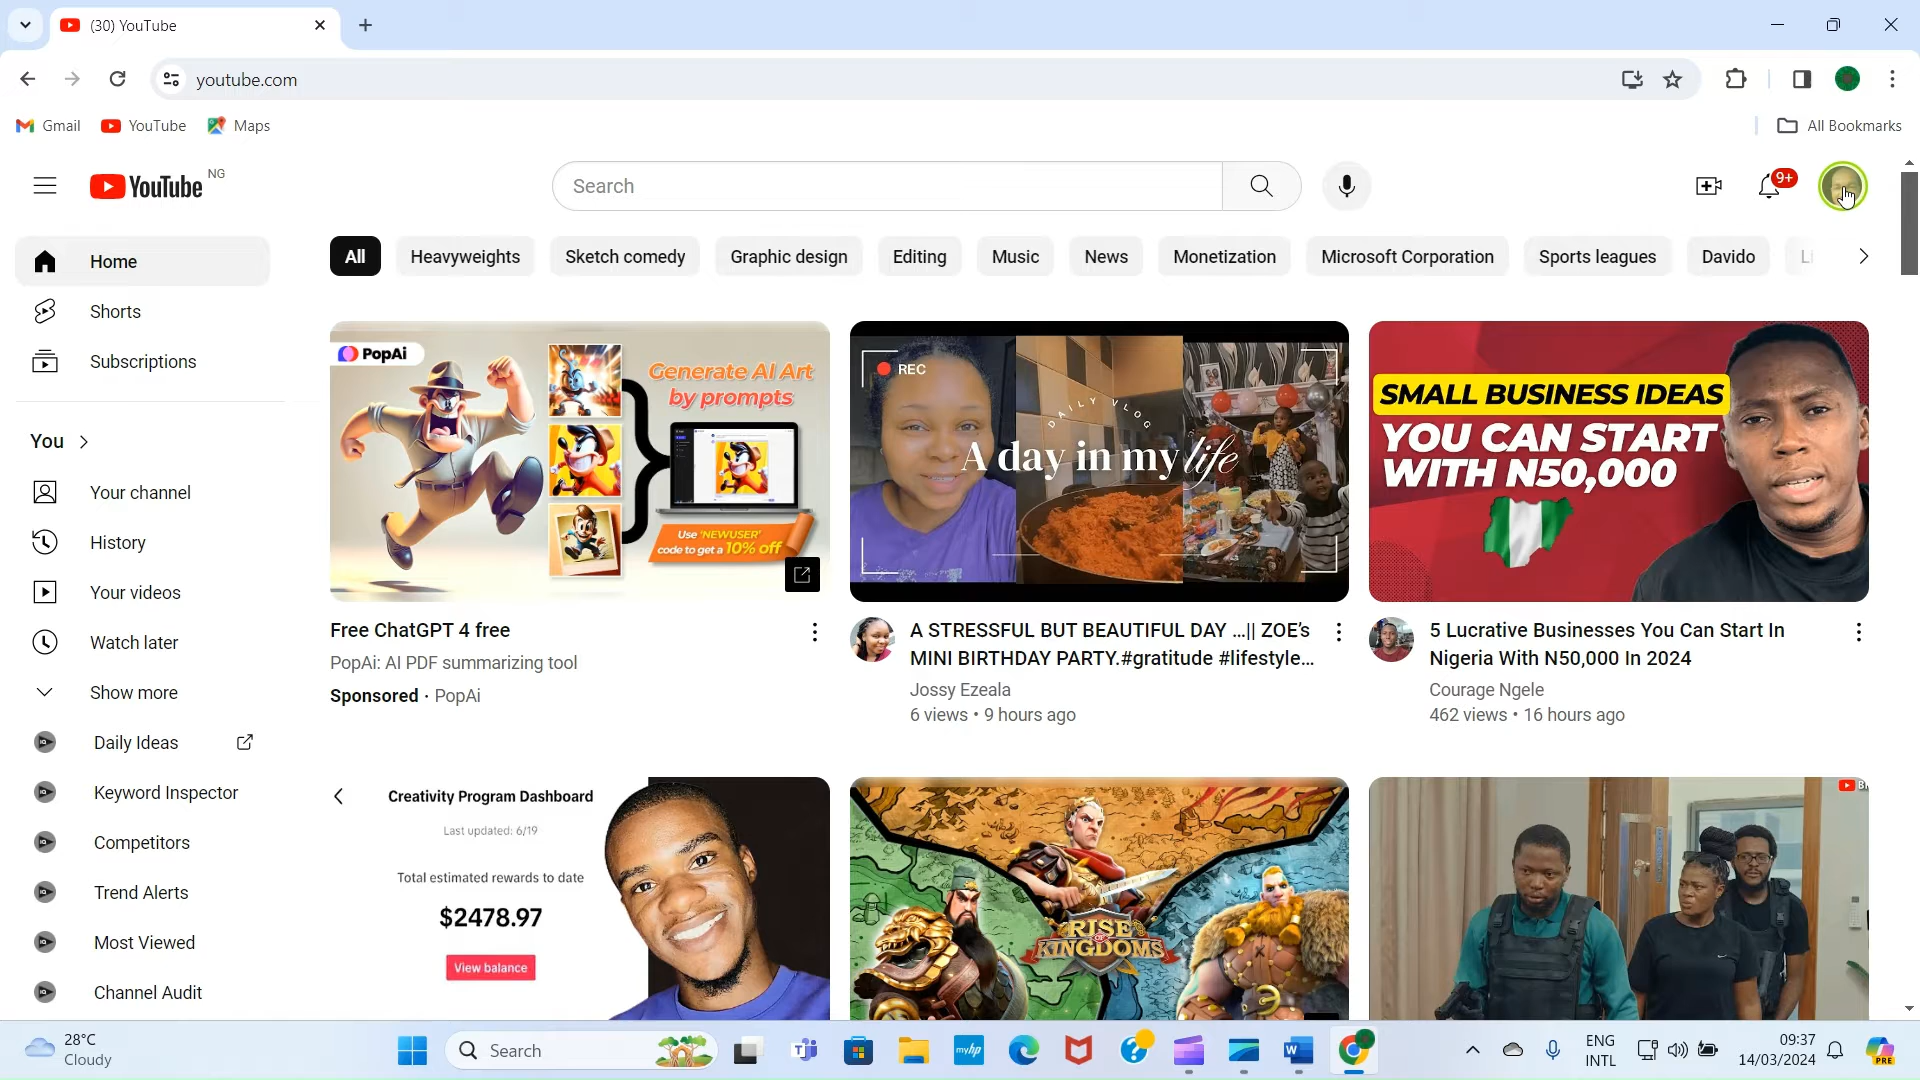 (30) YouTube
youtube.com
Gmail YouTube Maps All Bookmarks
YouTube NG
Search
9+
Home
Shorts
Subscriptions
You
Your channel
History
Your videos
Watch later
Show more
Daily Ideas
Keyword Inspector
Competitors
Trend Alerts
Most Viewed
Channel Audit
All Heavyweights Sketch comedy Graphic design Editing Music News Monetization Microsoft Corporation Sports leagues Davido
PopAi
Generate AI Art
by prompts
Use 'NEWUSER'
code to get a 10% off
Free ChatGPT 4 free
PopAi: AI PDF summarizing tool
Sponsored · PopAi
REC
DAILY VLOG
A day in my life
A STRESSFUL BUT BEAUTIFUL DAY ...|| ZOE's
MINI BIRTHDAY PARTY.#gratitude #lifestyle...
Jossy Ezeala
6 views • 9 hours ago
SMALL BUSINESS IDEAS
YOU CAN START
WITH N50,000
5 Lucrative Businesses You Can Start In
Nigeria With N50,000 In 2024
Courage Ngele
462 views • 16 hours ago
Creativity Program Dashboard
Last updated: 6/19
Total estimated rewards to date
$2478.97
View balance
RISE OF
KINGDOMS
28°C
Cloudy
Search
myhp
ENG
INTL
09:37
14/03/2024
PRE